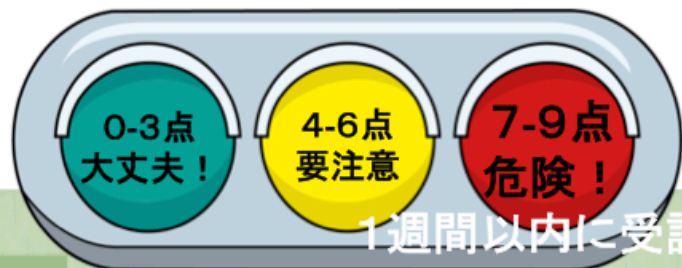 0-3点
大丈夫！
4-6点
要注意
7-9点
危険！
1週間以内に受